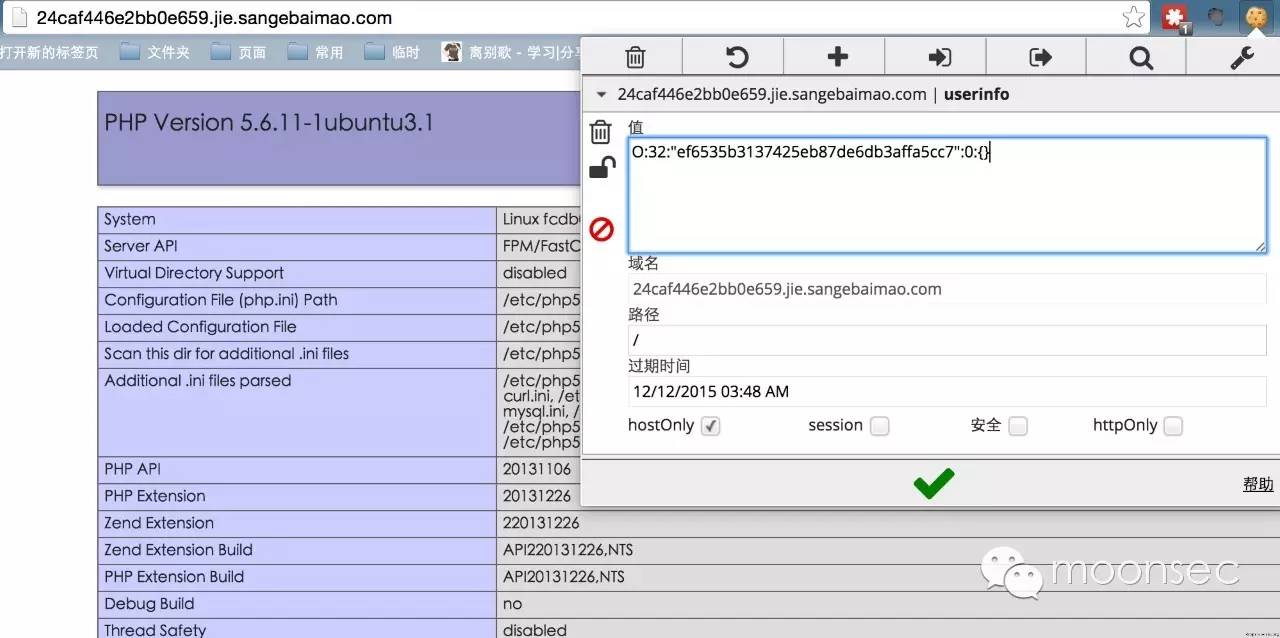 24caf446e2bb0e659.jie.sangebaimao.com
1
打开新的标签页 文件夹 页面 常用 临时 离别歌 - 学习|分享
24caf446e2bb0e659.jie.sangebaimao.com | userinfo
值
O:32:"ef6535b3137425eb87de6db3affa5cc7":0:{}
域名
24caf446e2bb0e659.jie.sangebaimao.com
路径
/
过期时间
12/12/2015 03:48 AM
hostOnly session 安全 httpOnly
帮助
PHP Version 5.6.11-1ubuntu3.1
System Linux fcdb
Server API FPM/FastC
Virtual Directory Support disabled
Configuration File (php.ini) Path /etc/php5
Loaded Configuration File /etc/php5
Scan this dir for additional .ini files /etc/php5
Additional .ini files parsed /etc/php5
curl.ini, /et
mysql.ini, /
/etc/php5
/etc/php5
PHP API 20131106
PHP Extension 20131226
Zend Extension 220131226
Zend Extension Build API220131226,NTS
PHP Extension Build API20131226,NTS
Debug Build no
Thread Safety disabled
moonsec